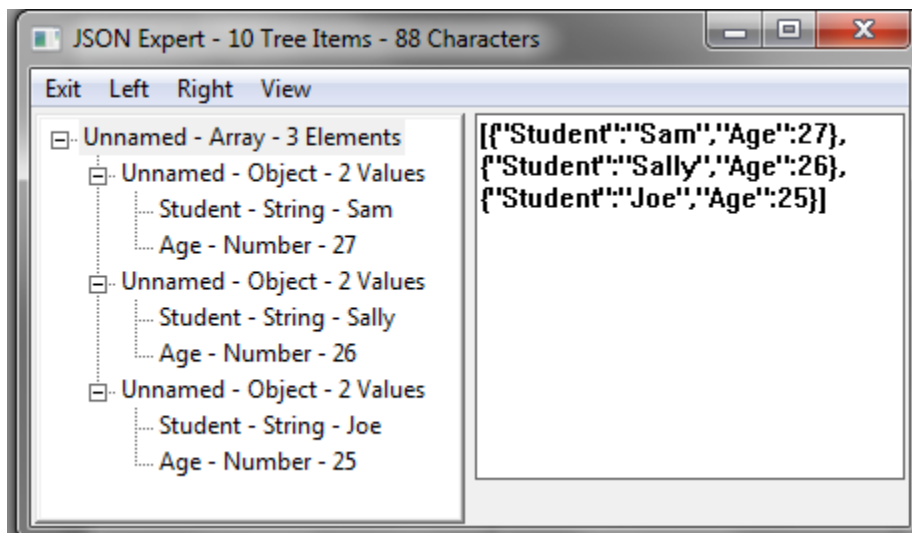 JSON Expert - 10 Tree Items - 88 Characters
Exit Left Right View
Unnamed - Array - 3 Elements
Unnamed - Object - 2 Values
Student - String - Sam
Age - Number - 27
Unnamed - Object - 2 Values
Student - String - Sally
Age - Number - 26
Unnamed - Object - 2 Values
Student - String - Joe
Age - Number - 25
[{"Student":"Sam","Age":27},
{"Student":"Sally","Age":26},
{"Student":"Joe","Age":25}]